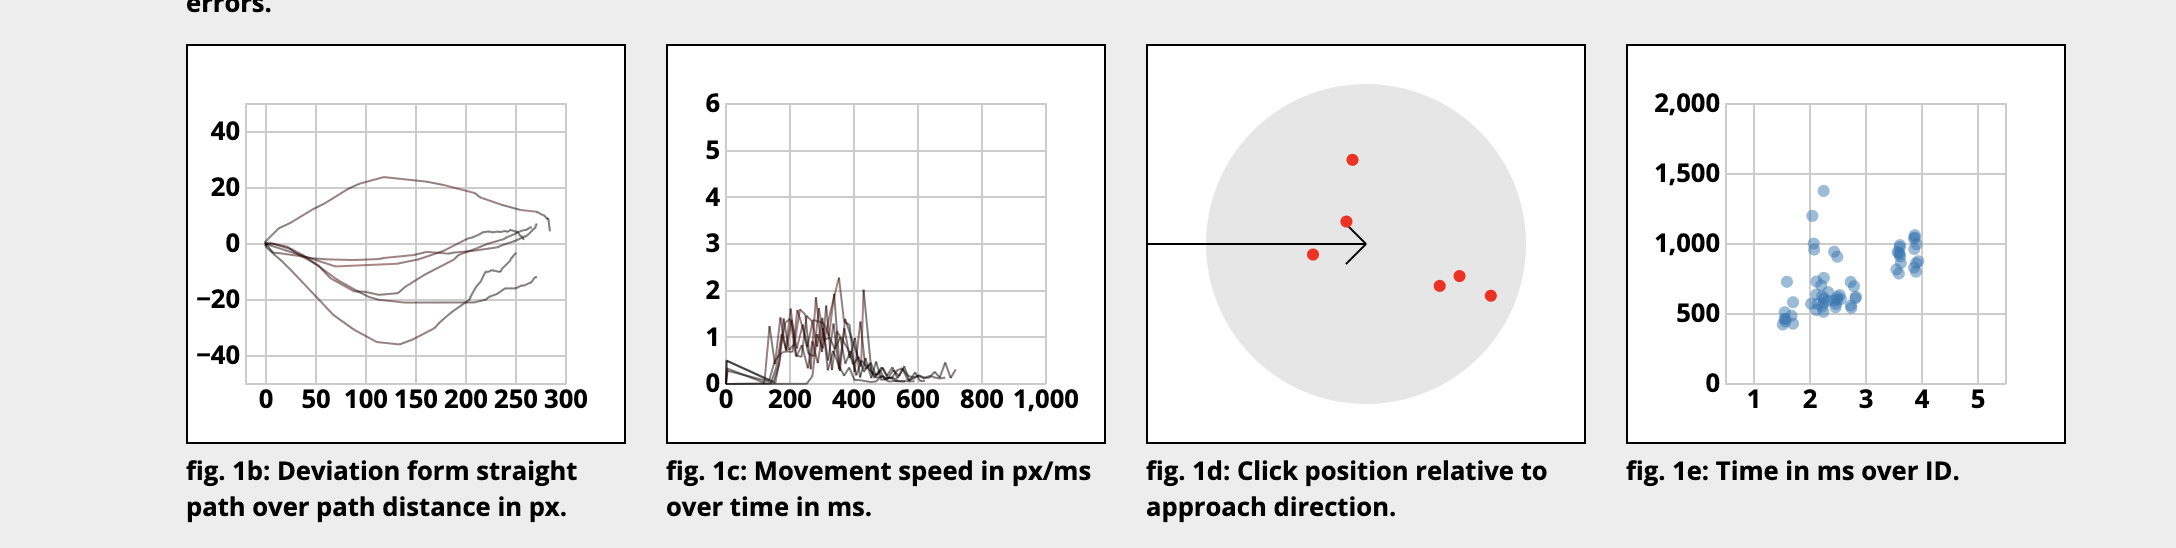 errors.
40
20
0
−20
−40
0 50 100 150 200 250 300
6
5
4
3
2
1
0
0 200 400 600 800 1,000
2,000
1,500
1,000
500
0
1 2 3 4 5
fig. 1b: Deviation form straight
path over path distance in px.
fig. 1c: Movement speed in px/ms
over time in ms.
fig. 1d: Click position relative to
approach direction.
fig. 1e: Time in ms over ID.